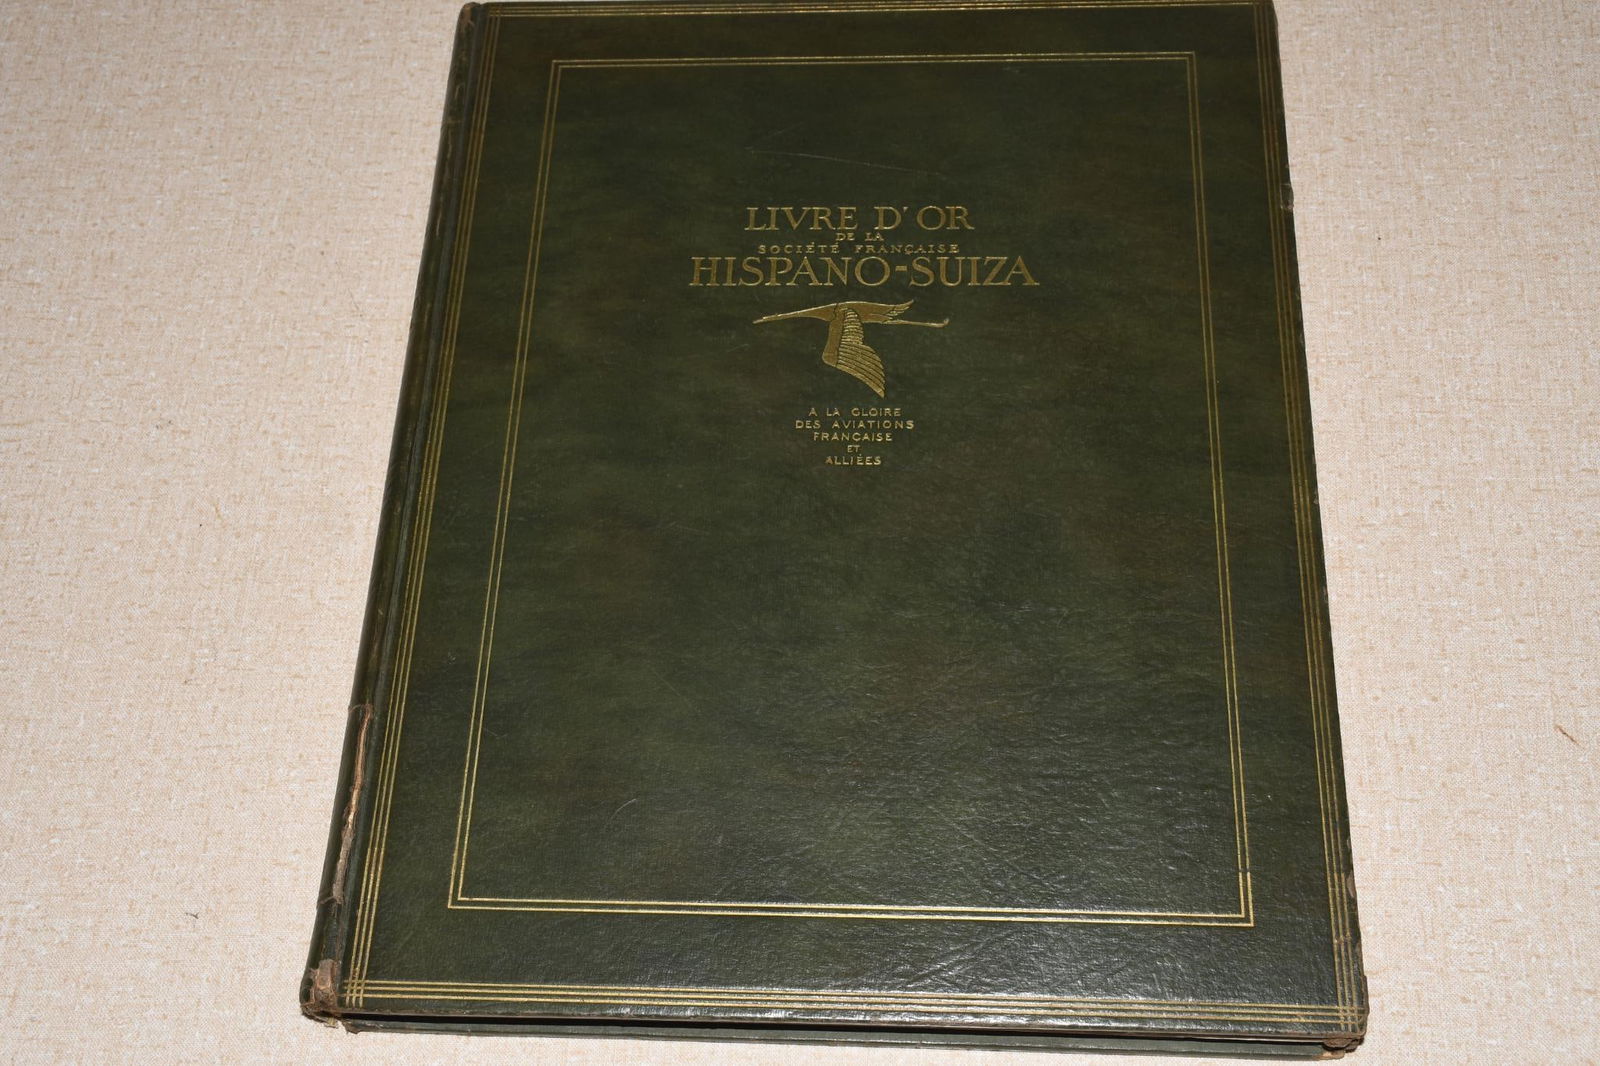 LIVRE D'OR
DE LA
SOCIÉTÉ FRANÇAISE
HISPANO-SUIZA
A LA GLOIRE
DES AVIATIONS
FRANÇAISE
ET
ALLIÉES